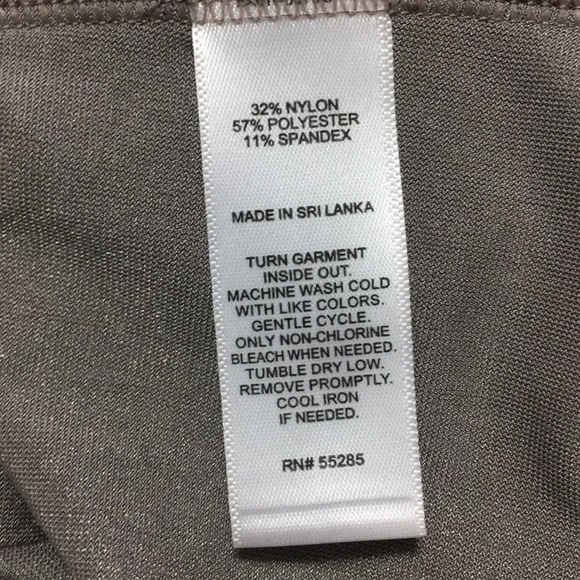 32% NYLON
57% POLYESTER
11% SPANDEX
MADE IN SRI LANKA
TURN GARMENT
INSIDE OUT.
MACHINE WASH COLD
WITH LIKE COLORS.
GENTLE CYCLE.
ONLY NON-CHLORINE
BLEACH WHEN NEEDED.
TUMBLE DRY LOW.
REMOVE PROMPTLY.
COOL IRON
IF NEEDED.
RN# 55285